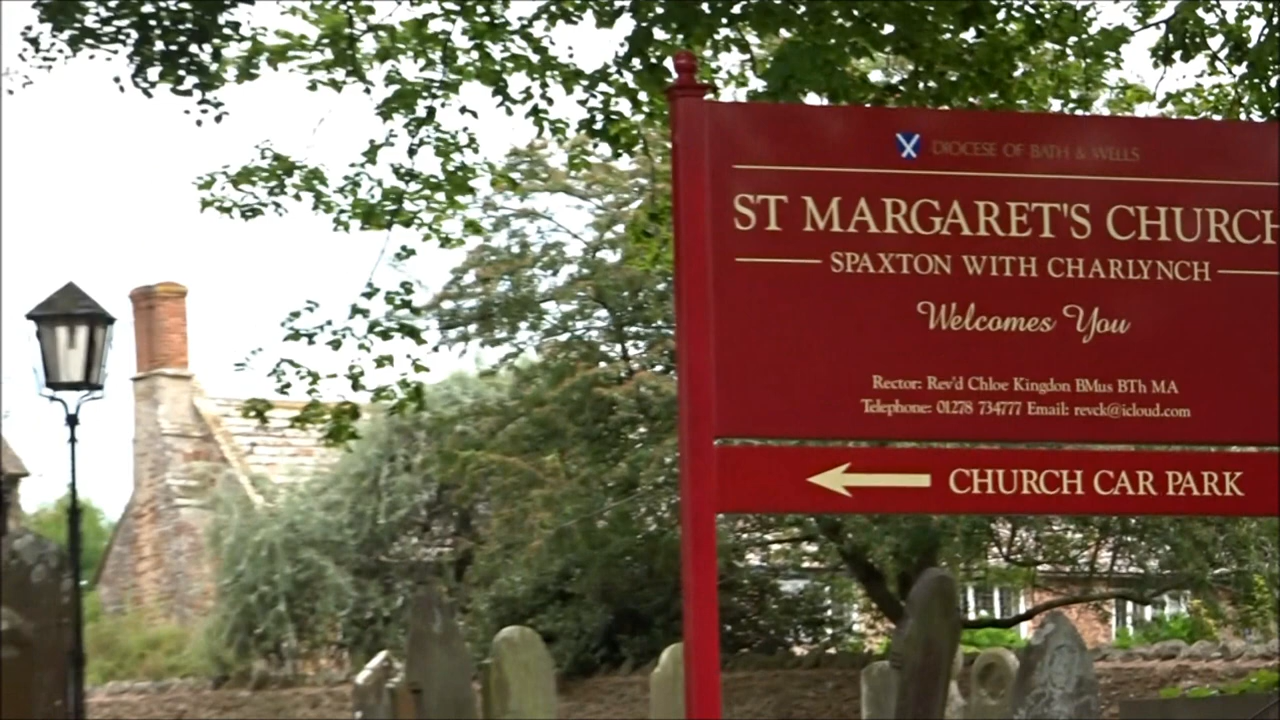 DIOCESE OF BATH & WELLS
ST MARGARET'S CHURCH
SPAXTON WITH CHARLYNCH
Welcomes You
Rector: Rev'd Chloe Kingdon BMus BTh MA
Telephone: 01278 734777 Email: revck@icloud.com
CHURCH CAR PARK